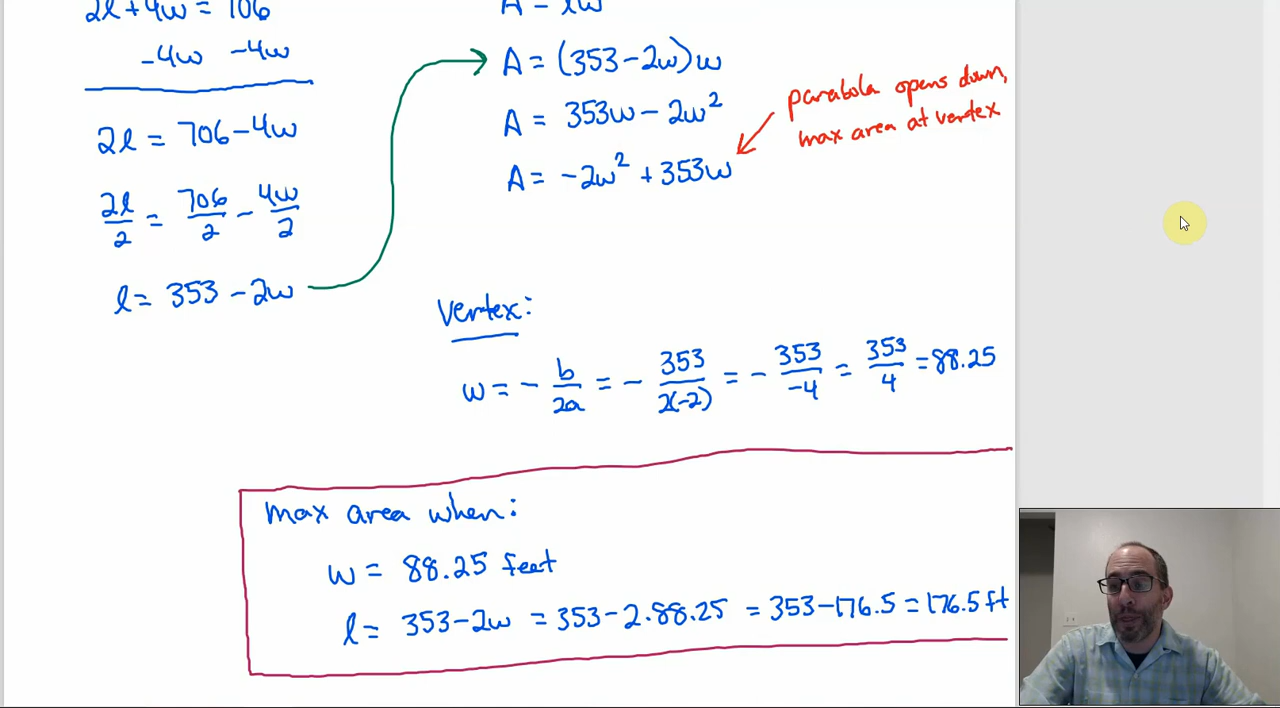 2l + 4w = 706
-4w -4w
2l = 706 - 4w
2l/2 = 706/2 - 4w/2
l = 353 - 2w
A = lw
A = (353 - 2w)w
A = 353w - 2w²
A = -2w² + 353w
parabola opens down,
max area at vertex
Vertex:
w = - b/2a = - 353/2(-2) = - 353/-4 = 353/4 = 88.25
max area when:
w = 88.25 feet
l = 353 - 2w = 353 - 2·88.25 = 353 - 176.5 = 176.5 ft